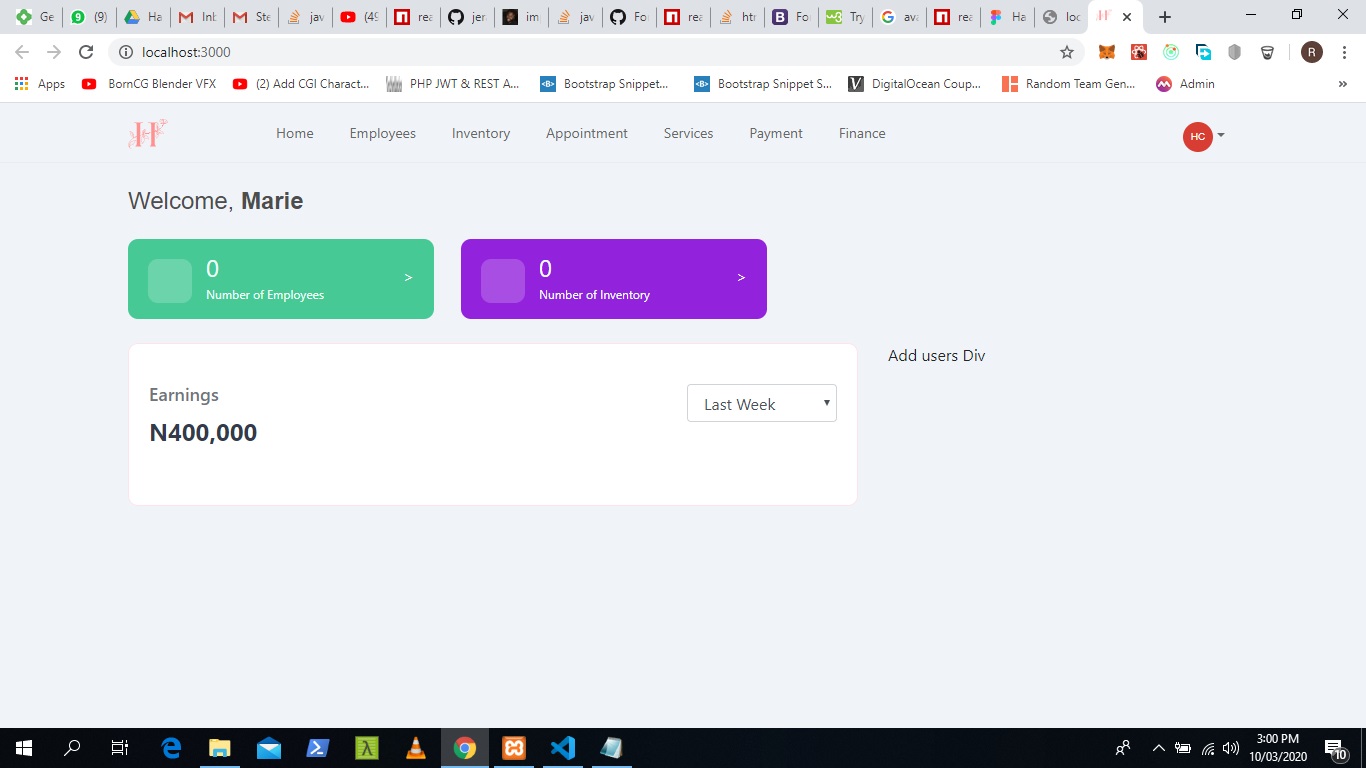 Ge
(9)
Ha
Inb
Ste
jav
(49
rea
jer
im
jav
Fo
rea
htt
Fo
Try
ava
rea
Ha
loc
localhost:3000
R
Apps
BornCG Blender VFX
(2) Add CGI Charact...
PHP JWT & REST A...
Bootstrap Snippet...
Bootstrap Snippet S...
DigitalOcean Coup...
Random Team Gen...
Admin
»
H
Home
Employees
Inventory
Appointment
Services
Payment
Finance
HC
Welcome, Marie
0
Number of Employees
>
0
Number of Inventory
>
Earnings
N400,000
Last Week
Add users Div
3:00 PM
10/03/2020
10